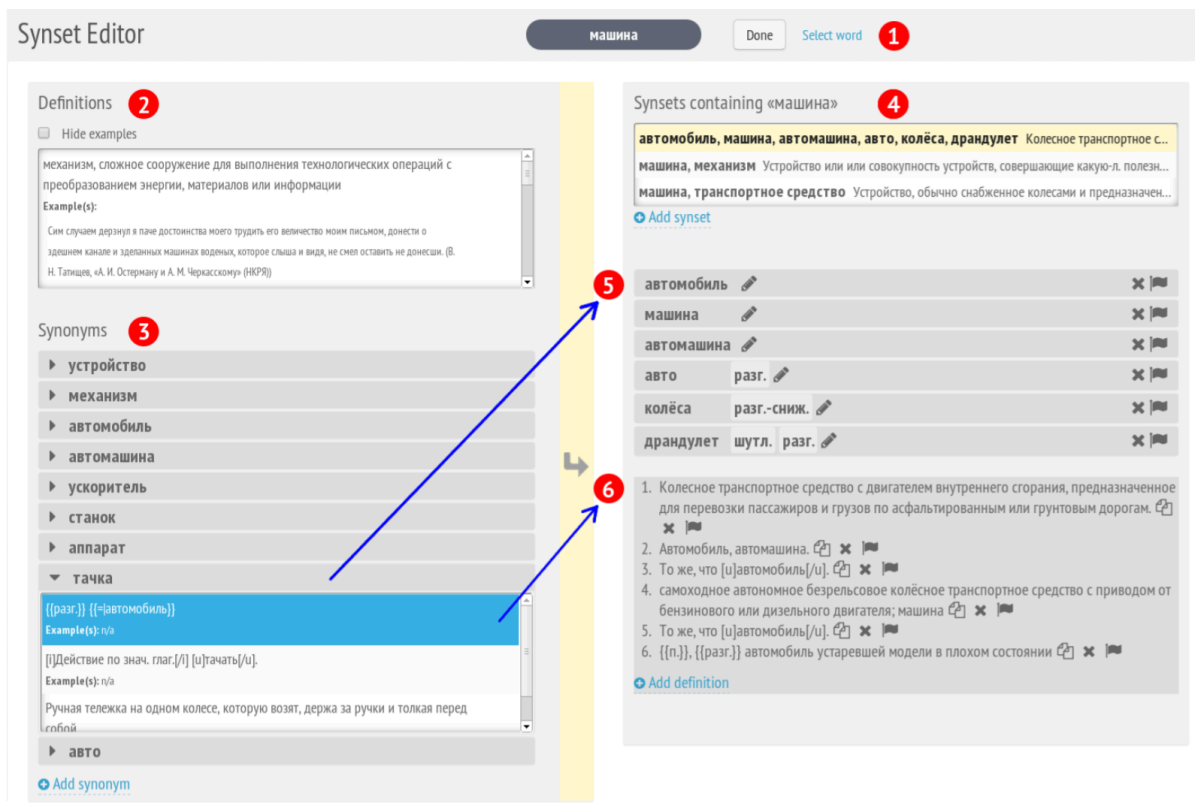 Synset Editor
машина
Done
Select word
1
Definitions
2
Hide examples
механизм, сложное сооружение для выполнения технологических операций с
преобразованием энергии, материалов или информации
Example(s):
Сим случаем дерзнул я паче достоинства моего трудить его величество моим письмом, донести о
здешнем канале и зделанных машинах воденых, которое слыша и видя, не смел оставить не донесши. (В.
Н. Татищев, «А. И. Остерману и А. М. Черкасскому» (НКРЯ))
Synonyms
3
устройство
механизм
автомобиль
автомашина
ускоритель
станок
аппарат
тачка
{{разг.}} {{=|автомобиль}}
Example(s): n/a
[i]Действие по знач. глаг.[/i] [u]тачать[/u].
Example(s): n/a
Ручная тележка на одном колесе, которую возят, держа за ручки и толкая перед
собой
авто
Add synonym
Synsets containing «машина»
4
автомобиль, машина, автомашина, авто, колёса, драндулет Колесное транспортное с...
машина, механизм Устройство или или совокупность устройств, совершающие какую-л. полезн...
машина, транспортное средство Устройство, обычно снабженное колесами и предназначен...
Add synset
5
автомобиль
машина
автомашина
авто разг.
колёса разг.-сниж.
драндулет шутл. разг.
6
1. Колесное транспортное средство с двигателем внутреннего сгорания, предназначенное
для перевозки пассажиров и грузов по асфальтированным или грунтовым дорогам.
2. Автомобиль, автомашина.
3. То же, что [u]автомобиль[/u].
4. самоходное автономное безрельсовое колёсное транспортное средство с приводом от
бензинового или дизельного двигателя; машина
5. То же, что [u]автомобиль[/u].
6. {{п.}}, {{разг.}} автомобиль устаревшей модели в плохом состоянии
Add definition